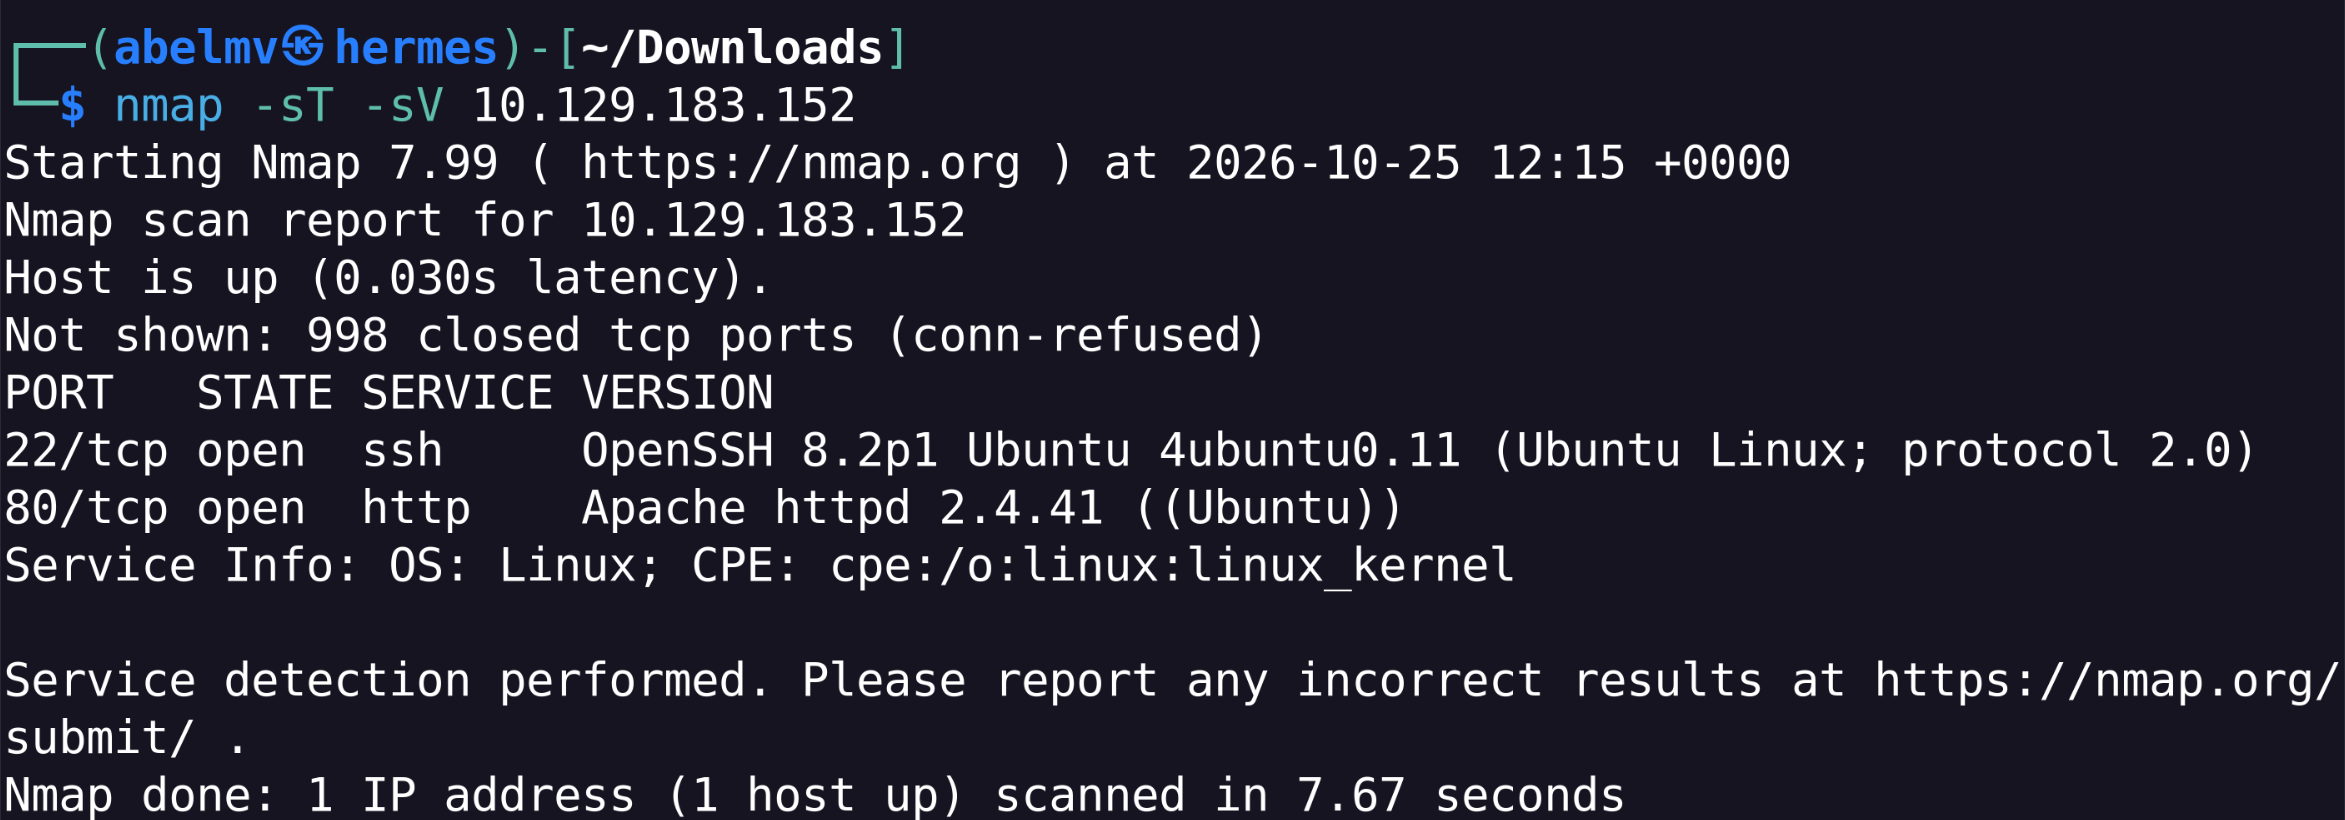 ┌──(abelmv㉿hermes)-[~/Downloads]
└─$ nmap -sT -sV 10.129.183.152
Starting Nmap 7.99 ( https://nmap.org ) at 2026-10-25 12:15 +0000
Nmap scan report for 10.129.183.152
Host is up (0.030s latency).
Not shown: 998 closed tcp ports (conn-refused)
PORT   STATE SERVICE VERSION
22/tcp open  ssh     OpenSSH 8.2p1 Ubuntu 4ubuntu0.11 (Ubuntu Linux; protocol 2.0)
80/tcp open  http    Apache httpd 2.4.41 ((Ubuntu))
Service Info: OS: Linux; CPE: cpe:/o:linux:linux_kernel

Service detection performed. Please report any incorrect results at https://nmap.org/
submit/ .
Nmap done: 1 IP address (1 host up) scanned in 7.67 seconds